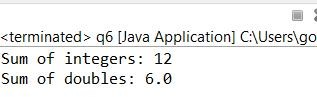 <terminated> q6 [Java Application] C:\Users\go
Sum of integers: 12
Sum of doubles: 6.0